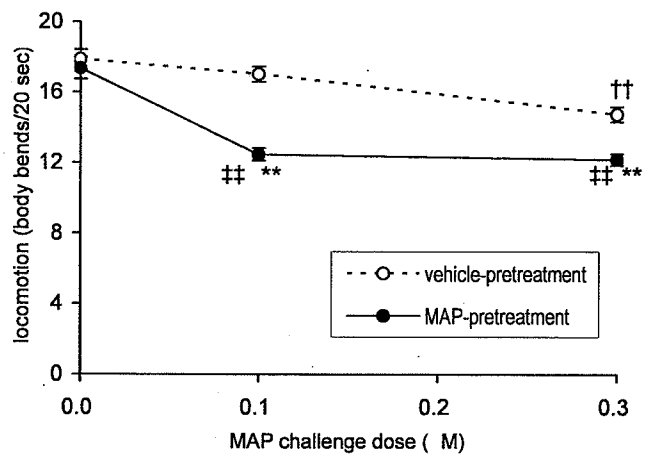 20
16
12
8
4
0
locomotion (body bends/20 sec)
††
‡‡ **
‡‡ **
vehicle-pretreatment
MAP-pretreatment
0.0 0.1 0.2 0.3
MAP challenge dose ( M)